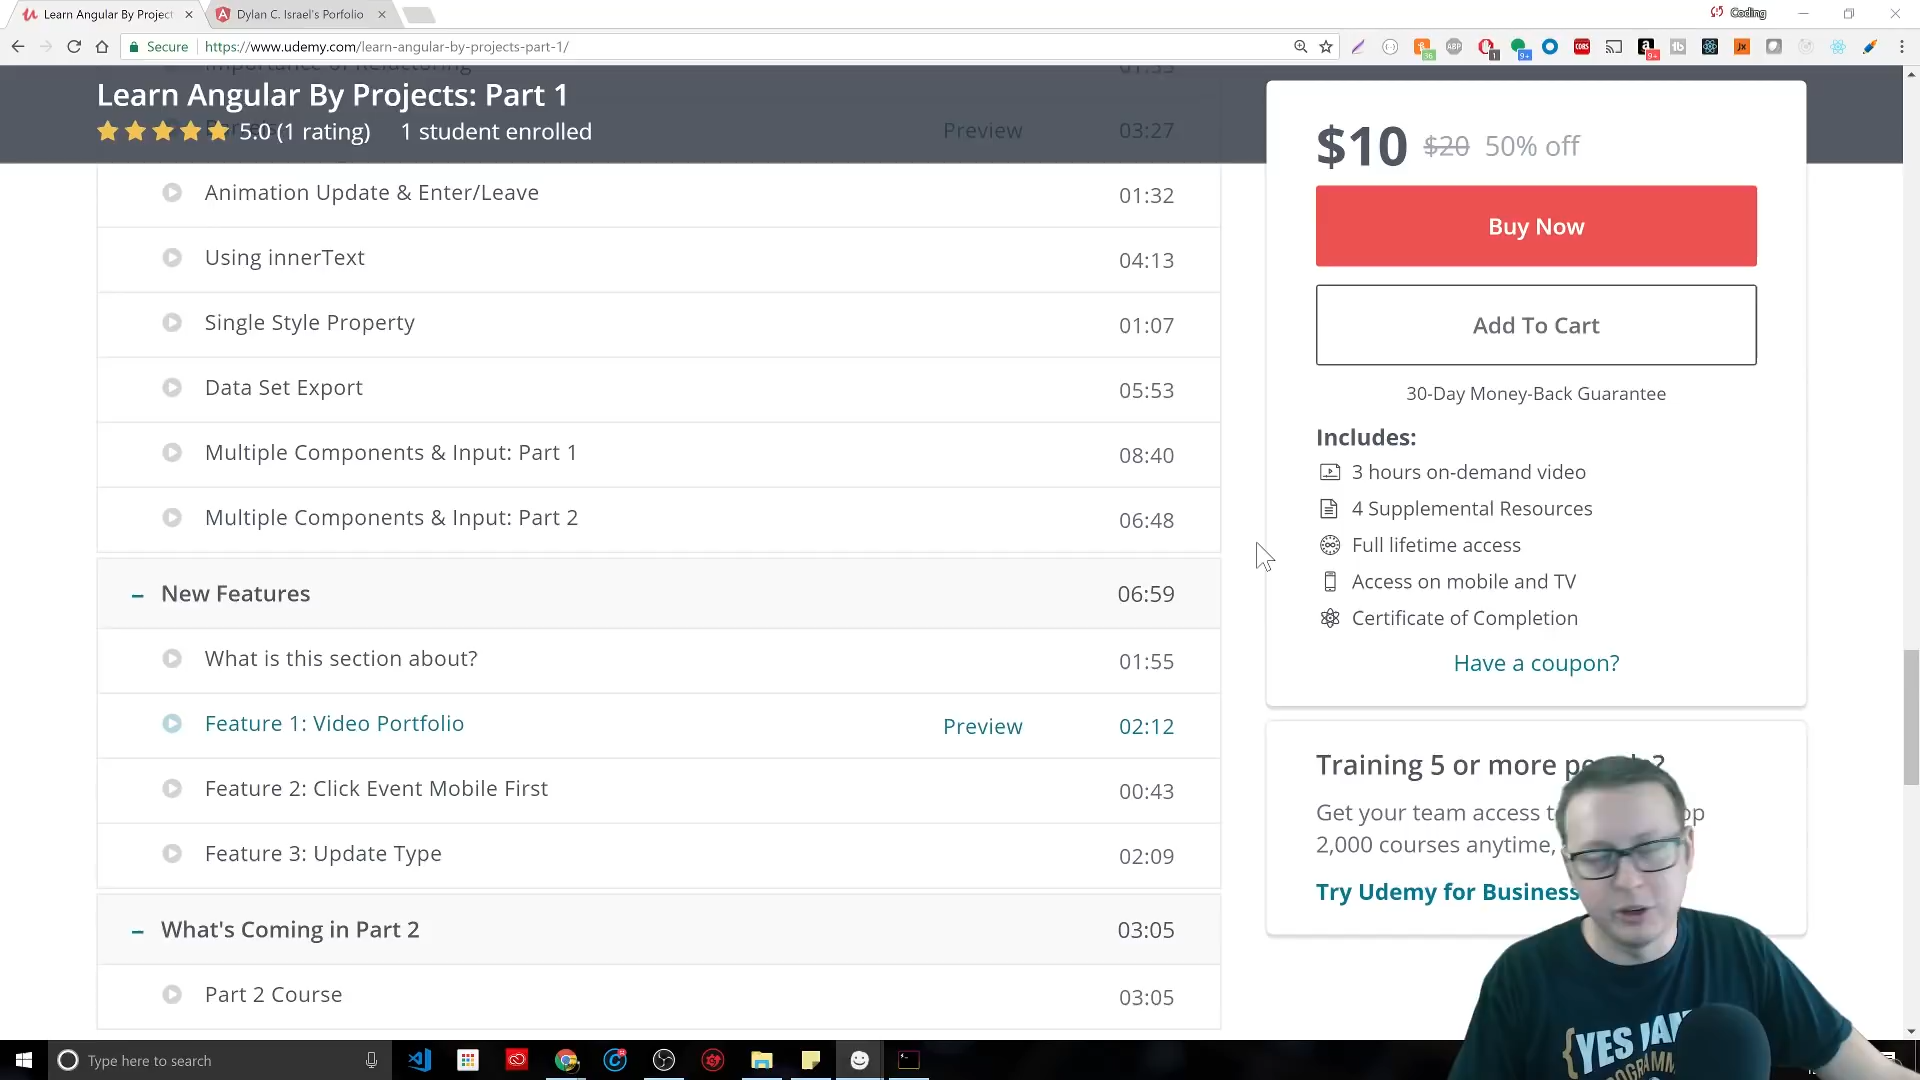 Learn Angular By Project
Dylan C. Israel's Porfolio
Coding
Secure
https://www.udemy.com/learn-angular-by-projects-part-1/
Importance of Refactoring
01:55
Learn Angular By Projects: Part 1
5.0 (1 rating)
1 student enrolled
Preview
03:27
Animation Update & Enter/Leave
01:32
Using innerText
04:13
Single Style Property
01:07
Data Set Export
05:53
Multiple Components & Input: Part 1
08:40
Multiple Components & Input: Part 2
06:48
New Features
06:59
What is this section about?
01:55
Feature 1: Video Portfolio
Preview
02:12
Feature 2: Click Event Mobile First
00:43
Feature 3: Update Type
02:09
What's Coming in Part 2
03:05
Part 2 Course
03:05
$10 $20 50% off
Buy Now
Add To Cart
30-Day Money-Back Guarantee
Includes:
3 hours on-demand video
4 Supplemental Resources
Full lifetime access
Access on mobile and TV
Certificate of Completion
Have a coupon?
Training 5 or more
Get your team access
2,000 courses anytime,
Try Udemy for Business
{YES
Type here to search